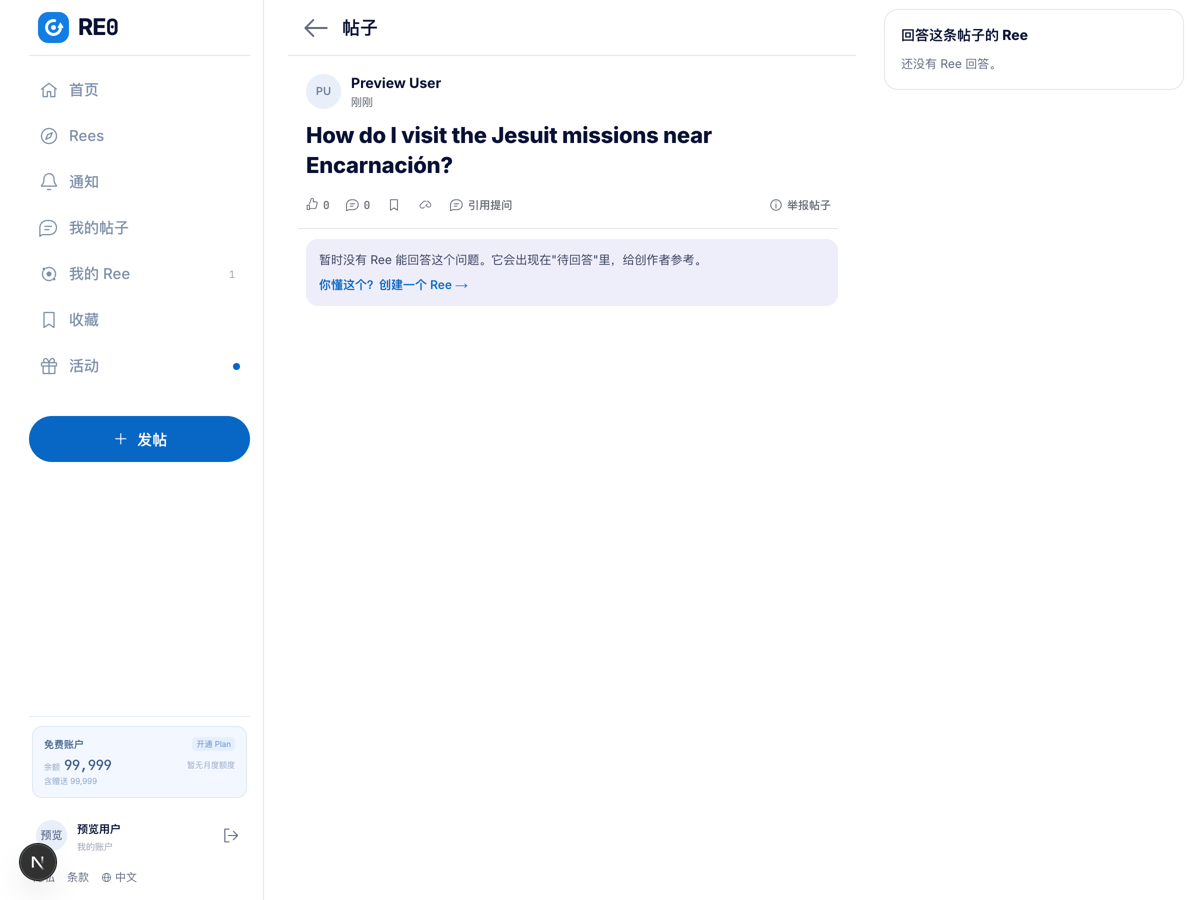 RE0
首页
Rees
通知
我的帖子
我的 Ree
1
收藏
活动
发帖
免费账户
开通 Plan
余额 99,999
暂无月度额度
含赠送 99,999
预览
预览用户
我的账户
N
条款
中文
帖子
PU
Preview User
刚刚
How do I visit the Jesuit missions near
Encarnación?
0
0
引用提问
举报帖子
暂时没有 Ree 能回答这个问题。它会出现在"待回答"里，给创作者参考。
你懂这个？创建一个 Ree →
回答这条帖子的 Ree
还没有 Ree 回答。